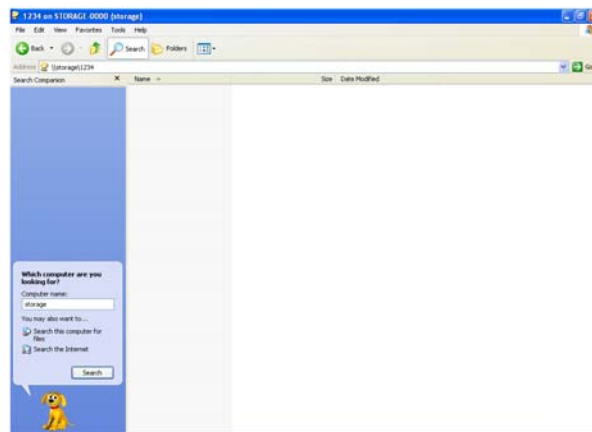 1234 on STORAGE-0000 (storage)
File Edit View Favorites Tools Help
Back Search Folders
Address \\storage\1234 Go
Search Companion Name Size Date Modified
Which computer are you
looking for?
Computer name:
storage
You may also want to...
Search this computer for
files
Search the Internet
Search